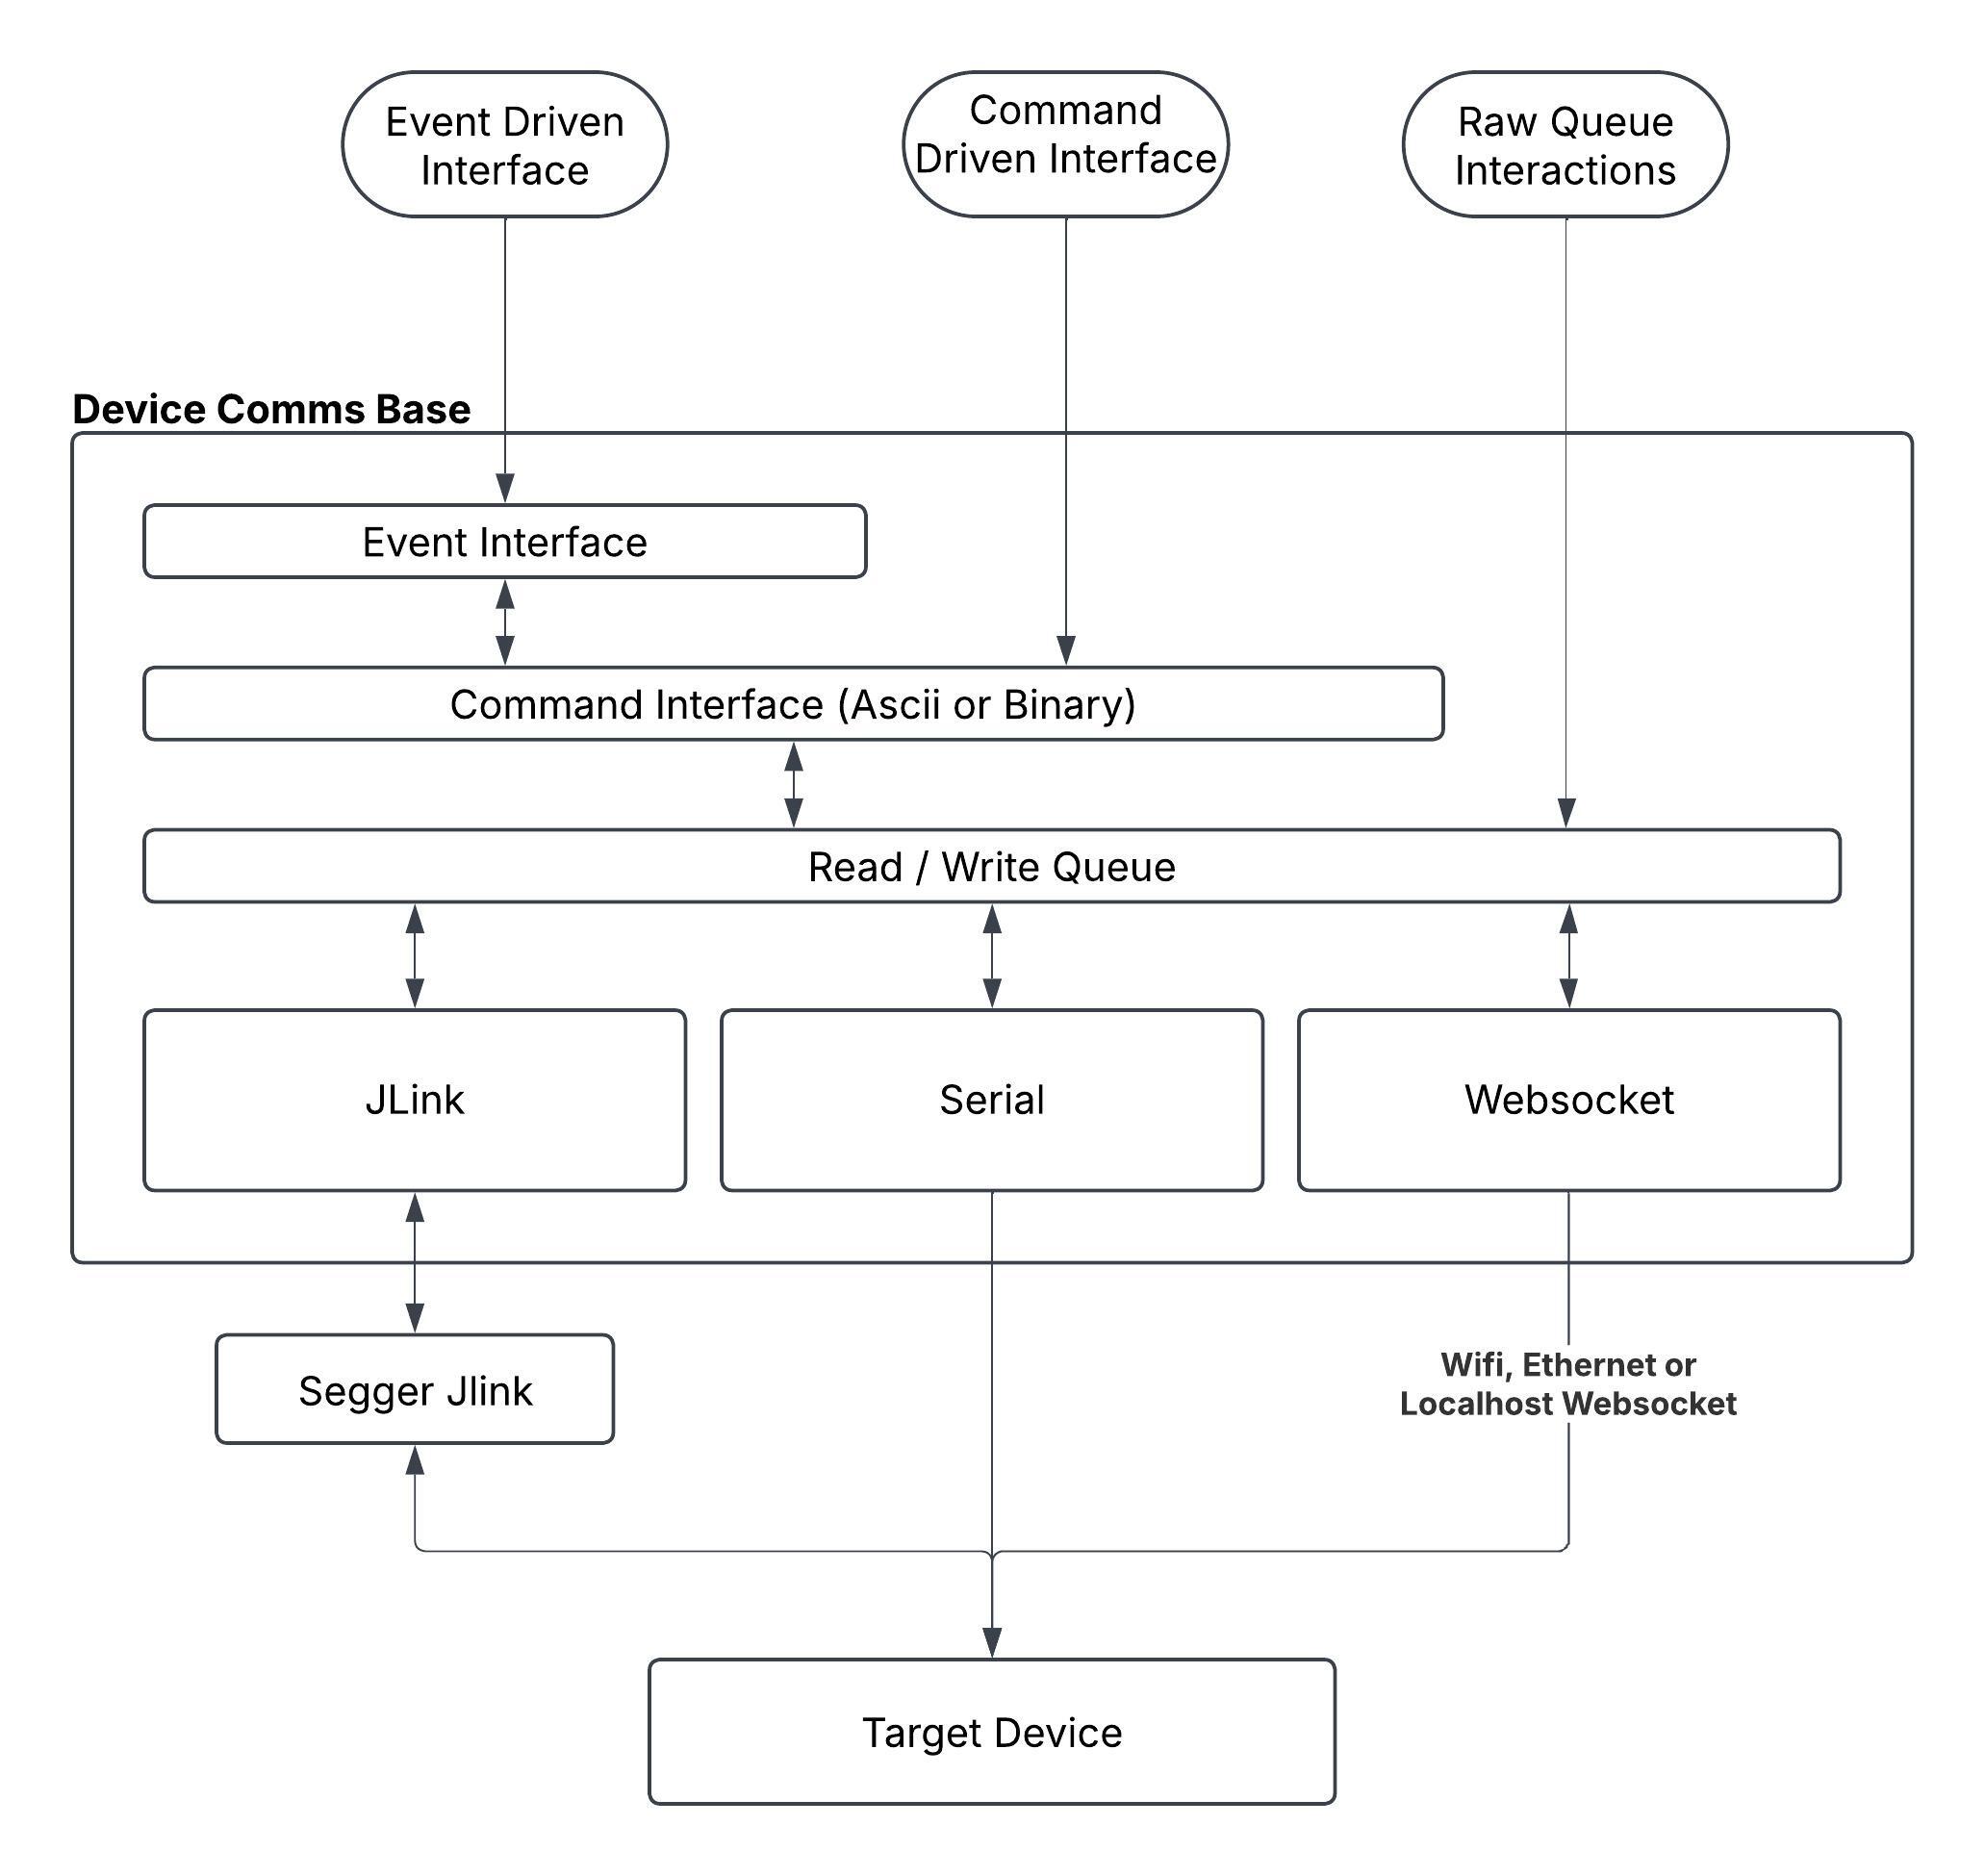 Event Driven
Interface
Command
Driven Interface
Raw Queue
Interactions
Device Comms Base
Event Interface
Command Interface (Ascii or Binary)
Read / Write Queue
JLink
Serial
Websocket
Segger Jlink
Wifi, Ethernet or
Localhost Websocket
Target Device